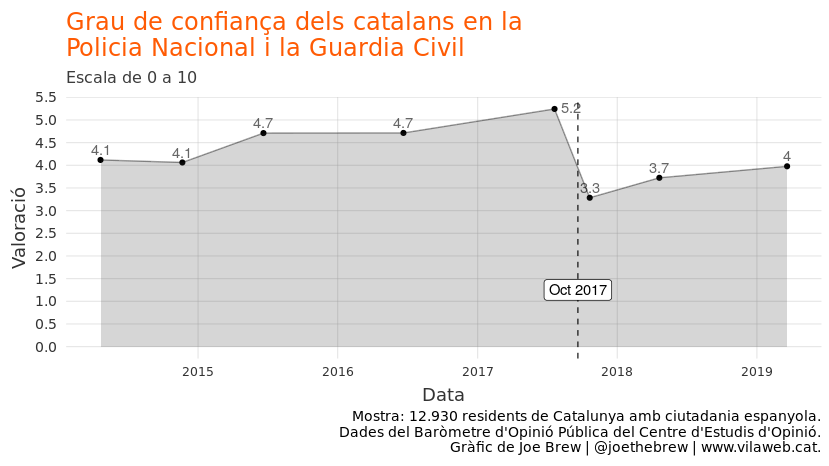 Grau de confiança dels catalans en la
Policia Nacional i la Guardia Civil
Escala de 0 a 10
Valoració
5.5
5.0
4.5
4.0
3.5
3.0
2.5
2.0
1.5
1.0
0.5
0.0
4.1
4.1
4.7
4.7
5.2
3.3
3.7
4
Oct 2017
2015
2016
2017
2018
2019
Data
Mostra: 12.930 residents de Catalunya amb ciutadania espanyola.
Dades del Baròmetre d'Opinió Pública del Centre d'Estudis d'Opinió.
Gràfic de Joe Brew | @joethebrew | www.vilaweb.cat.